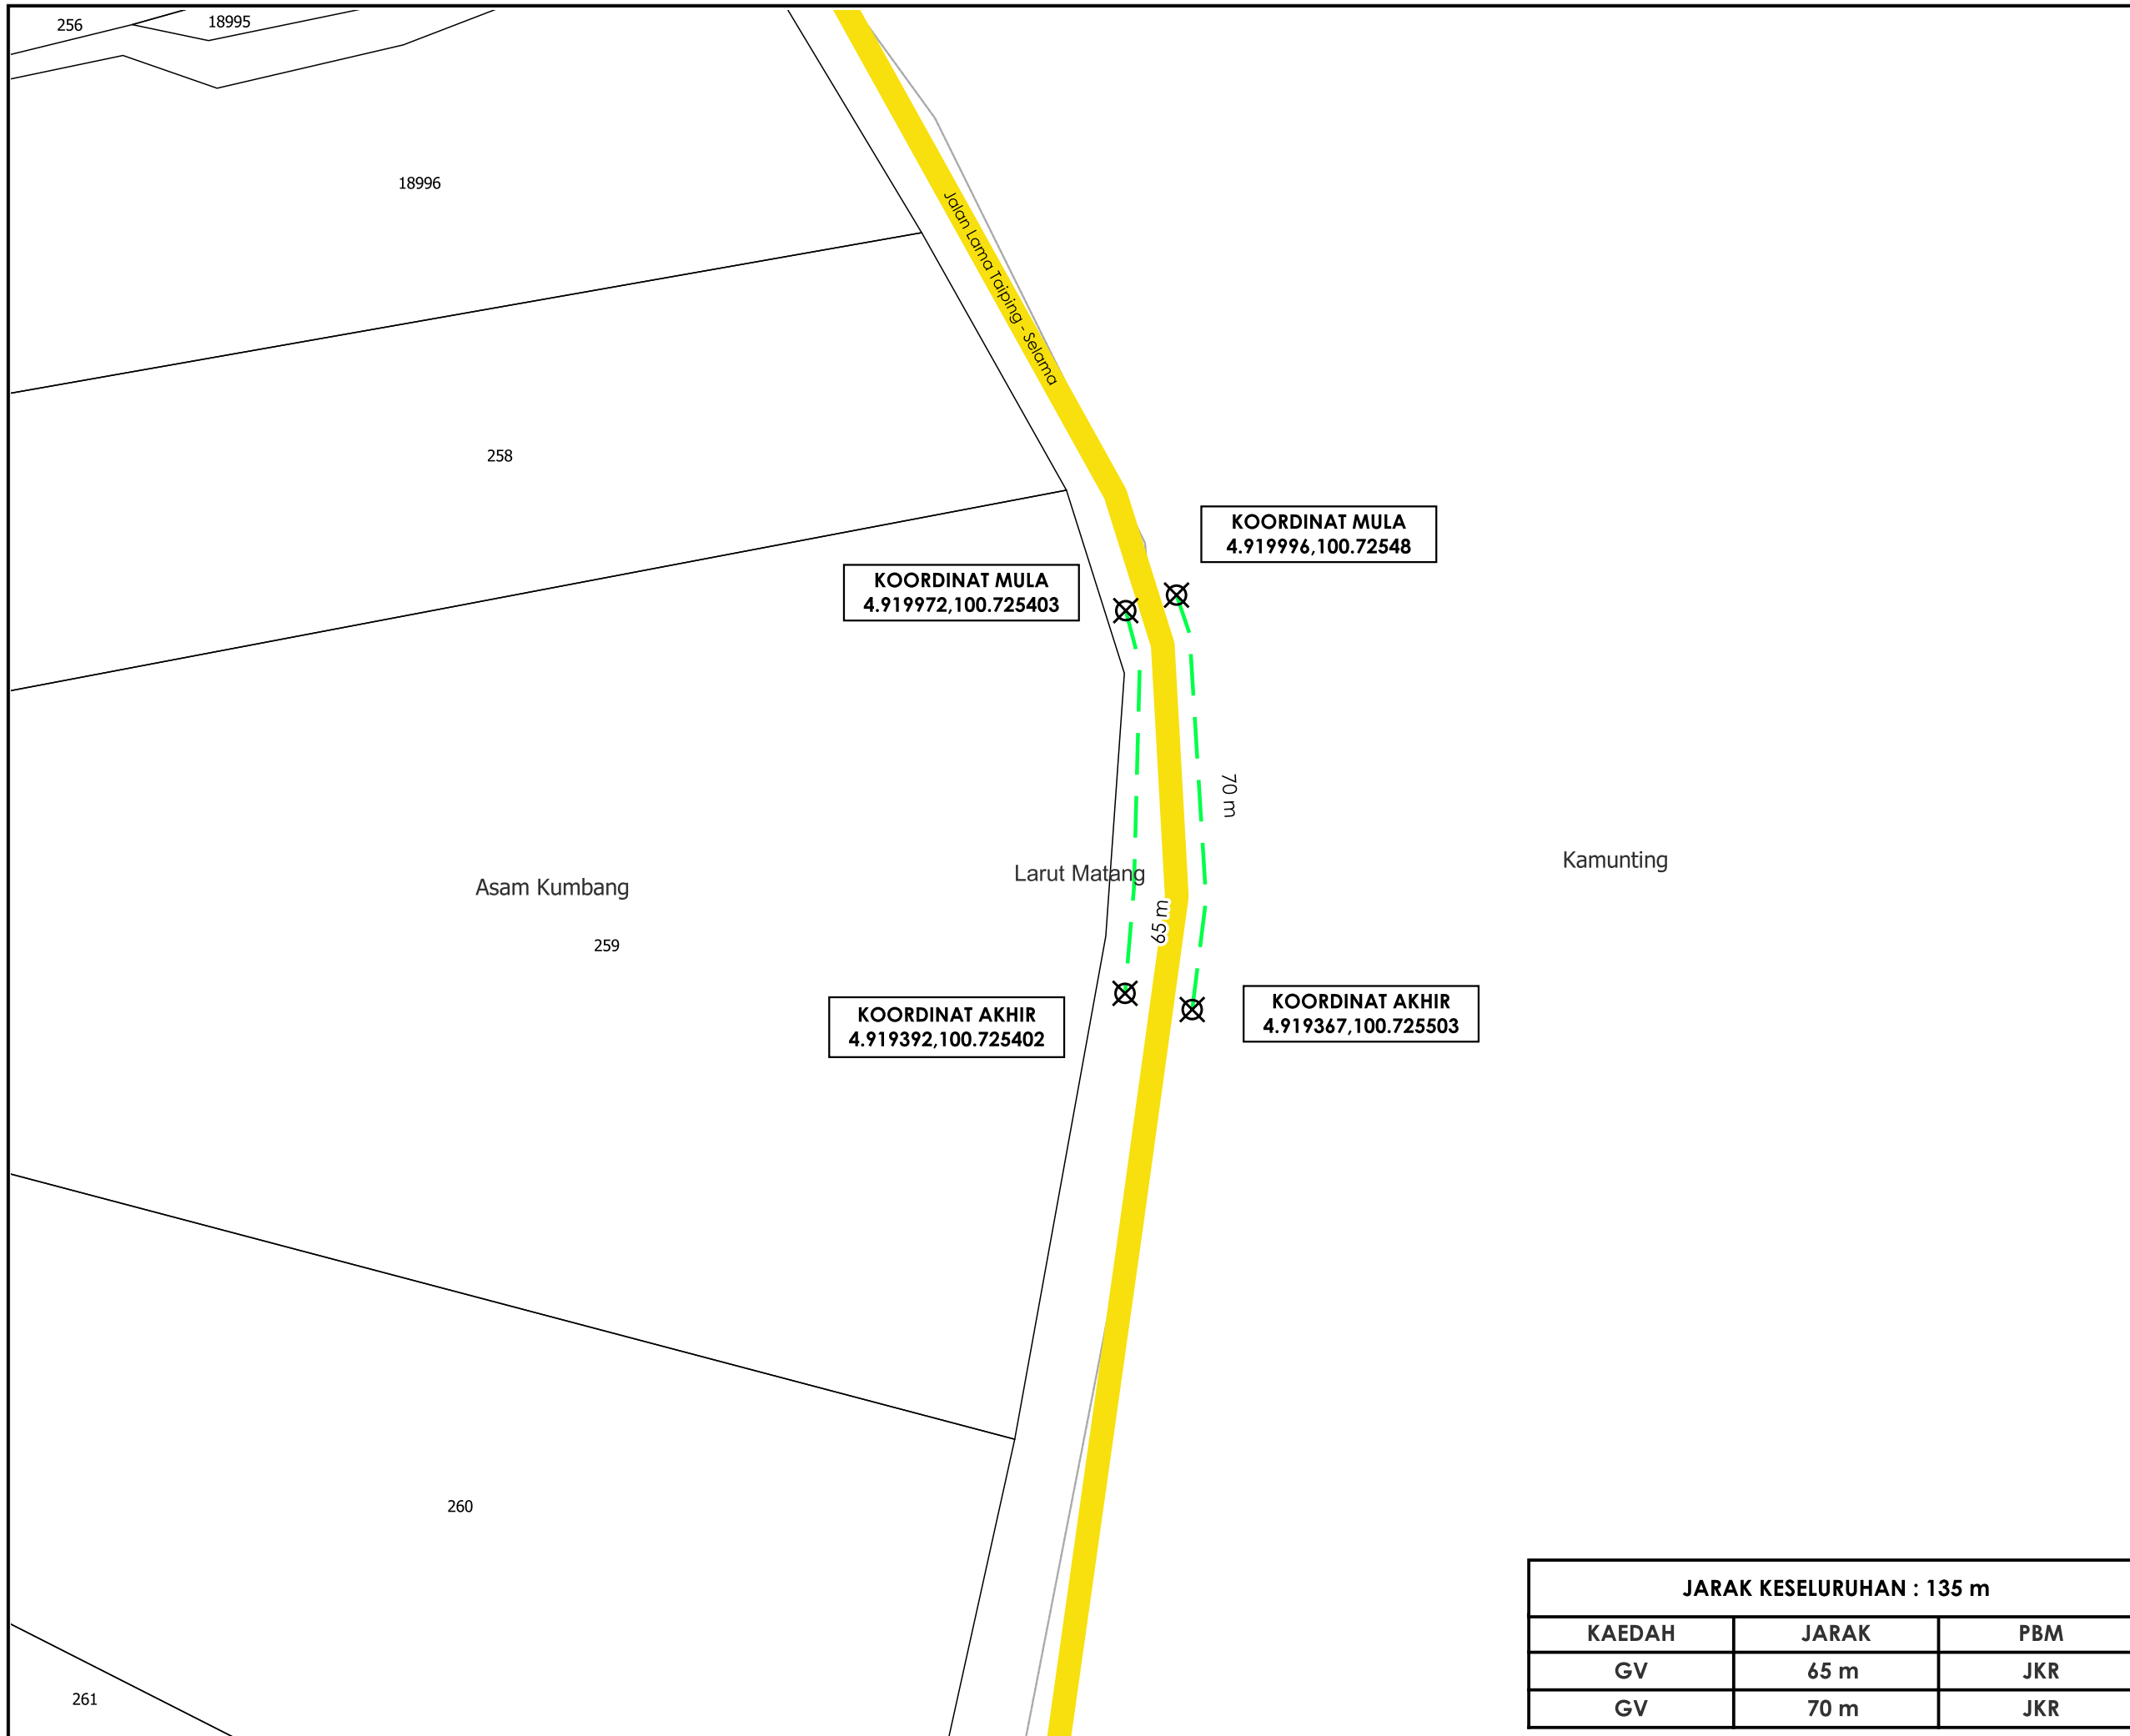 256
18995
18996
Jalan Lama Taiping - Selama
258
KOORDINAT MULA
4.919996,100.72548
KOORDINAT MULA
4.919972,100.725403
70 m
Kamunting
Larut Matang
Asam Kumbang
65 m
259
KOORDINAT AKHIR
4.919392,100.725402
KOORDINAT AKHIR
4.919367,100.725503
260
261
JARAK KESELURUHAN : 135 m
KAEDAH JARAK PBM
GV 65 m JKR
GV 70 m JKR